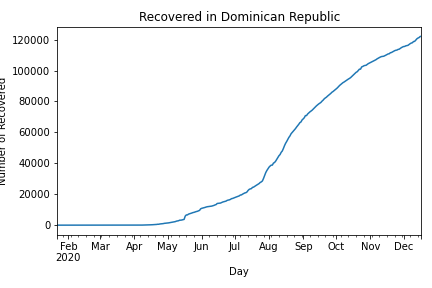 Recovered in Dominican Republic
120000
100000
80000
60000
40000
20000
0
Number of Recovered
Feb Mar Apr May Jun Jul Aug Sep Oct Nov Dec
2020
Day